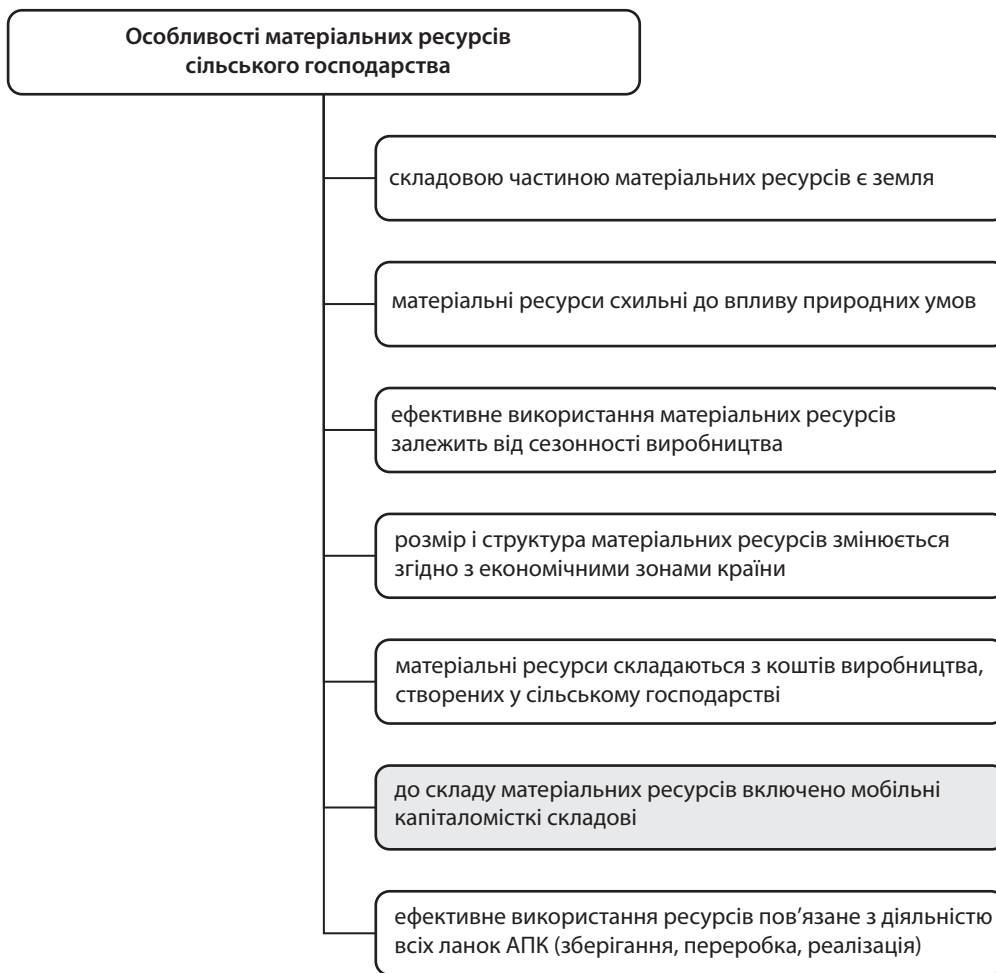 Особливості матеріальних ресурсів
сільського господарства
складовою частиною матеріальних ресурсів є земля
матеріальні ресурси схильні до впливу природних умов
ефективне використання матеріальних ресурсів
залежить від сезонності виробництва
розмір і структура матеріальних ресурсів змінюється
згідно з економічними зонами країни
матеріальні ресурси складаються з коштів виробництва,
створених у сільському господарстві
до складу матеріальних ресурсів включено мобільні
капіталомісткі складові
ефективне використання ресурсів пов’язане з діяльністю
всіх ланок АПК (зберігання, переробка, реалізація)